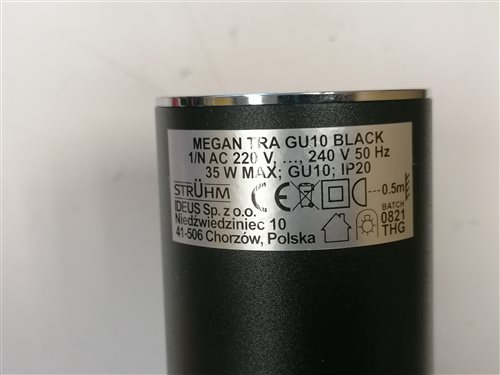 MEGAN TRA GU10 BLACK
1/N AC 220 V, ..., 240 V 50 Hz
35 W MAX; GU10; IP20
STRÜHM
IDEUS Sp. z o.o.
Niedźwiedziniec 10
41-506 Chorzów, Polska
CE
0.5m
BATCH
0821
THG